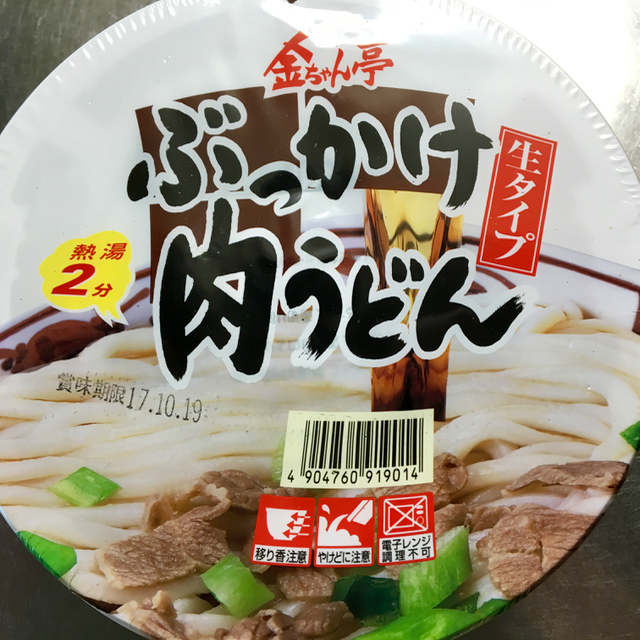 金ちゃん亭
ぶっかけ
肉うどん
生タイプ
熱湯
2分
賞味期限17.10.19
4 904760 919014
移り香注意
やけどに注意
電子レンジ
調理不可